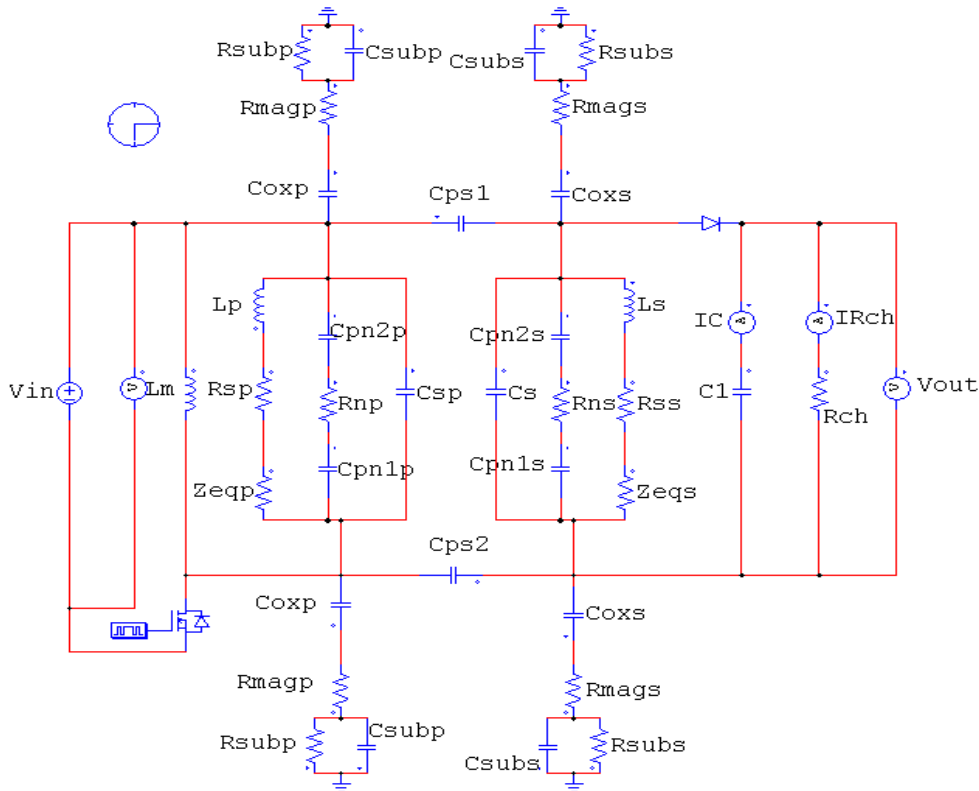 Rsubp Csubp Csubs Rsubs
Rmagp Rmags
Coxp Cps1 Coxs
Lp Cpn2p Cpn2s Ls IC IRch
Vin V Lm Rsp Rnp Csp Cs Rns Rss C1 Rch V Vout
A A
Zeqp Cpn1p Cpn1s Zeqs
Cps2
Coxp Coxs
Rmagp Rmags
Rsubp Csubp Csubs Rsubs